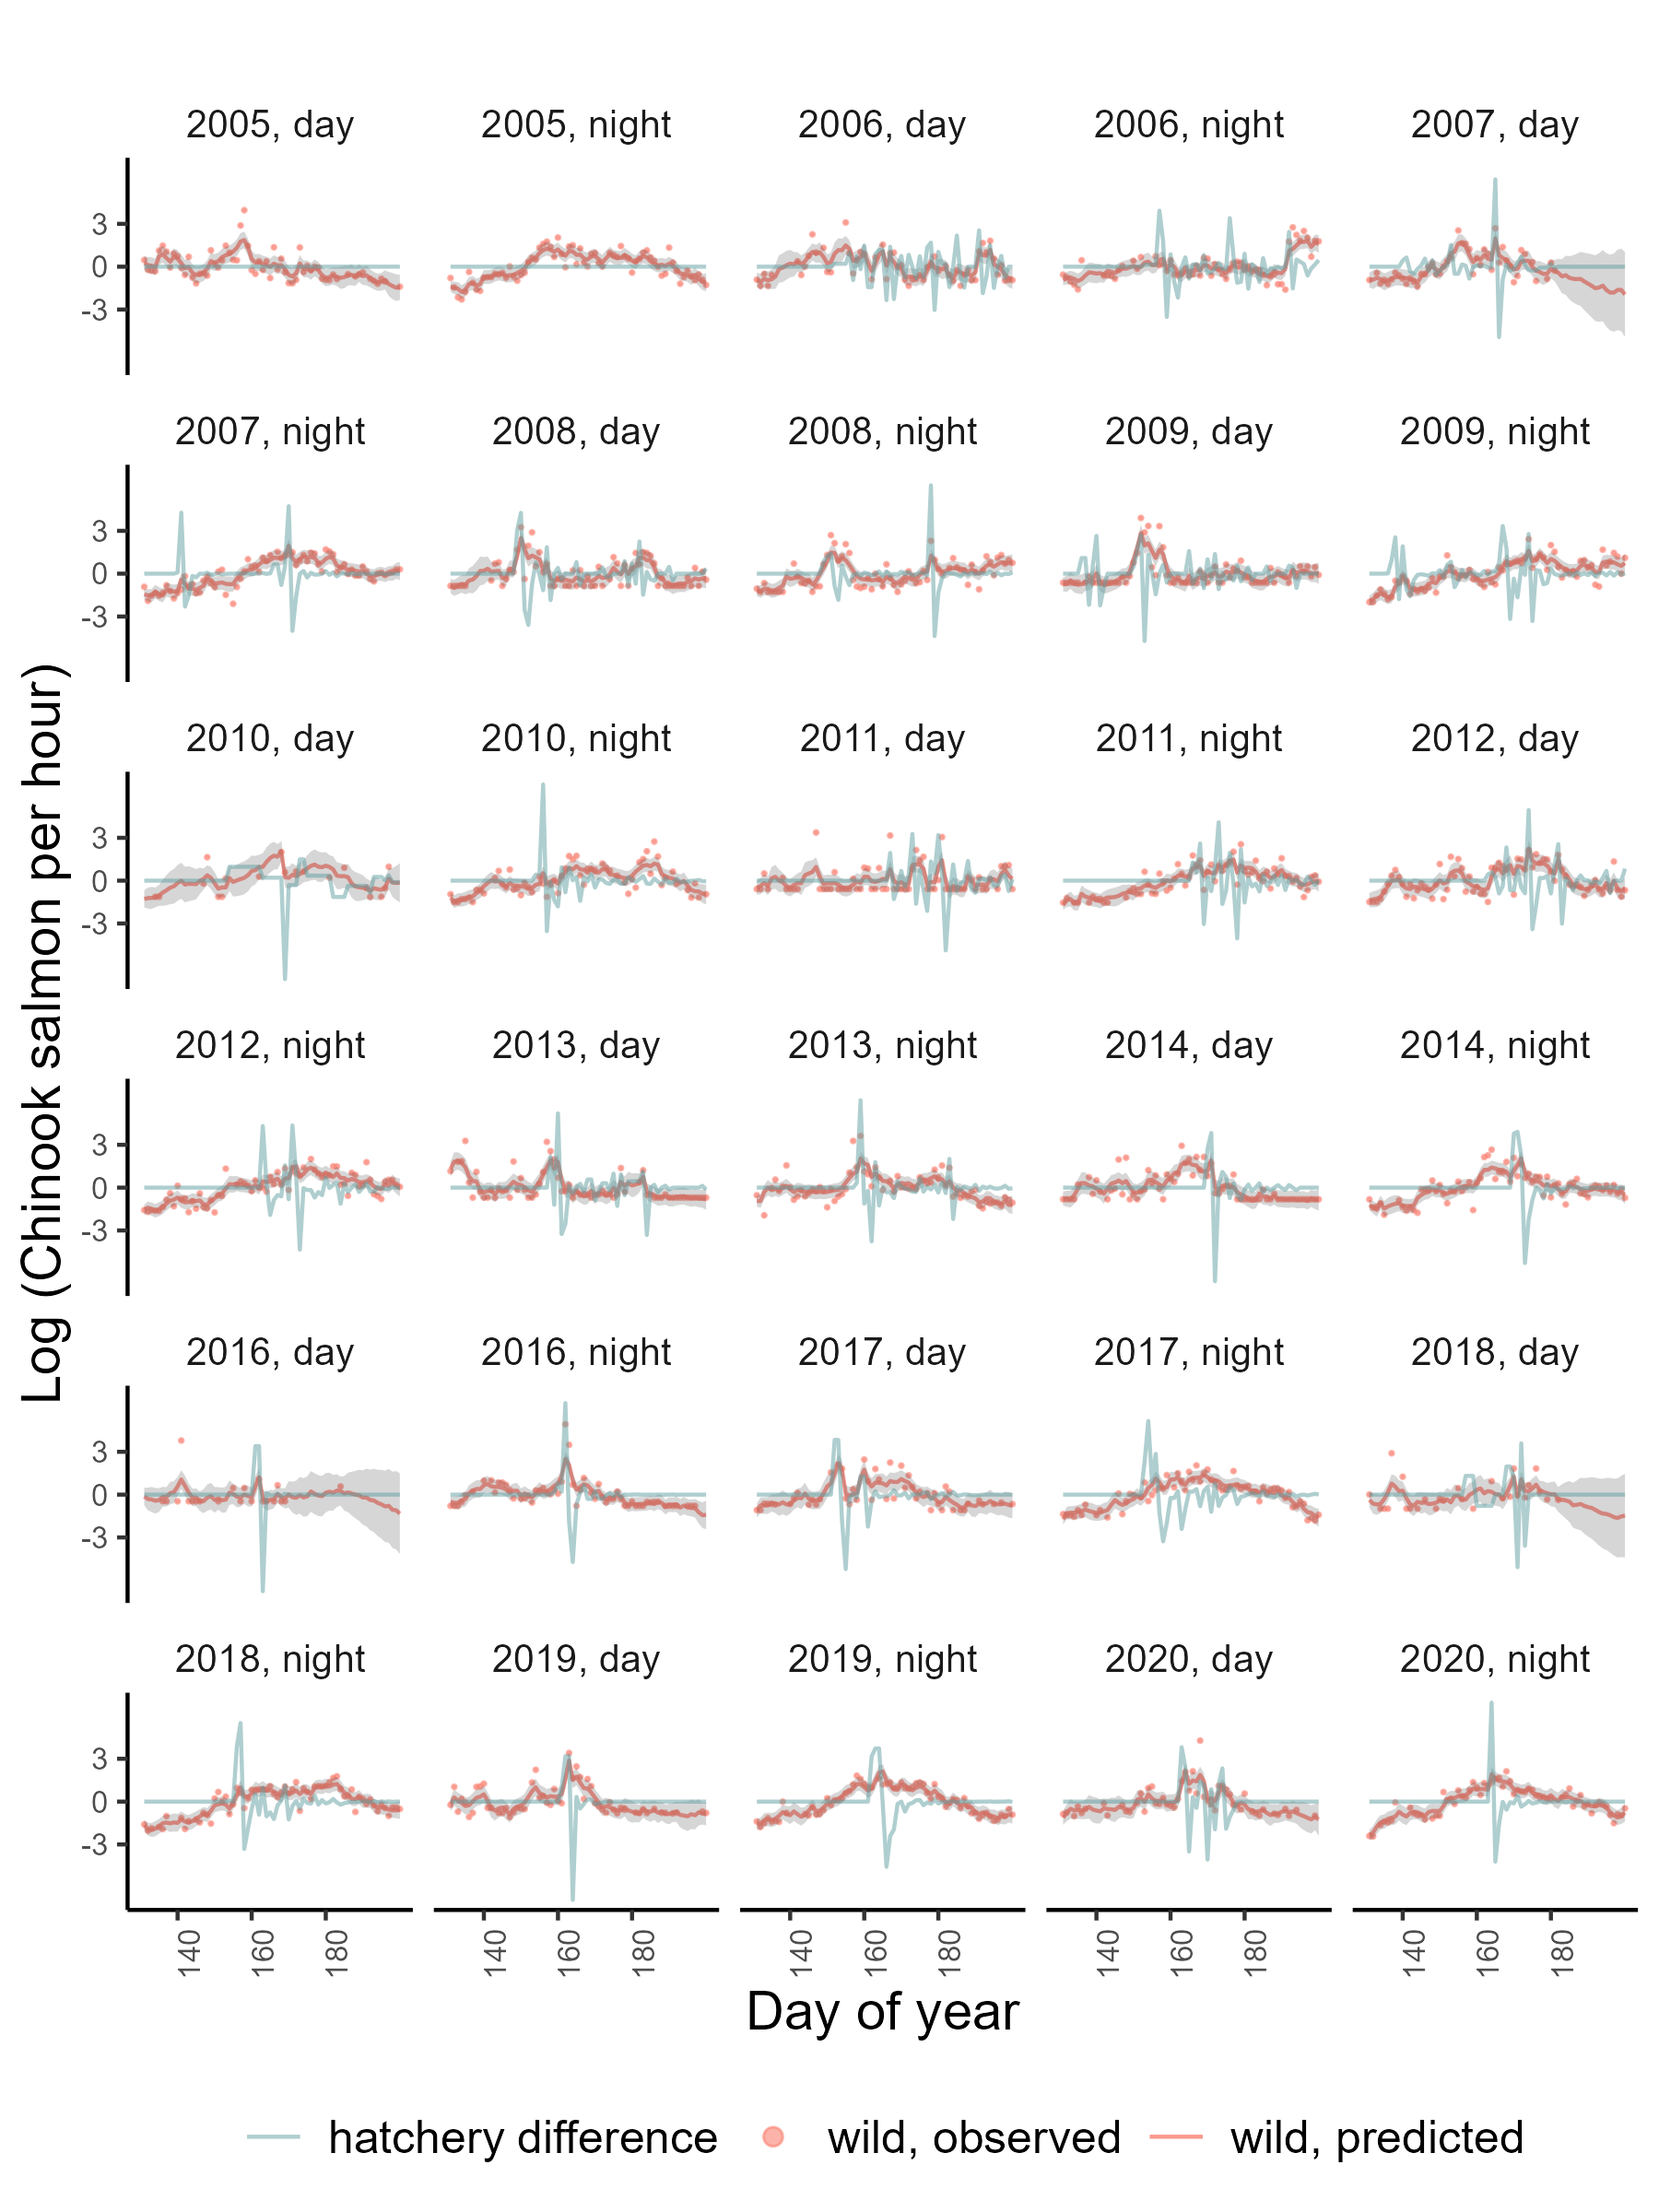 2005, day 2005, night 2006, day 2006, night 2007, day
3
0
-3
2007, night 2008, day 2008, night 2009, day 2009, night
3
0
-3
2010, day 2010, night 2011, day 2011, night 2012, day
3
0
-3
2012, night 2013, day 2013, night 2014, day 2014, night
3
0
-3
2016, day 2016, night 2017, day 2017, night 2018, day
3
0
-3
2018, night 2019, day 2019, night 2020, day 2020, night
3
0
-3
Log (Chinook salmon per hour)
140 160 180 140 160 180 140 160 180 140 160 180 140 160 180
Day of year
hatchery difference wild, observed wild, predicted